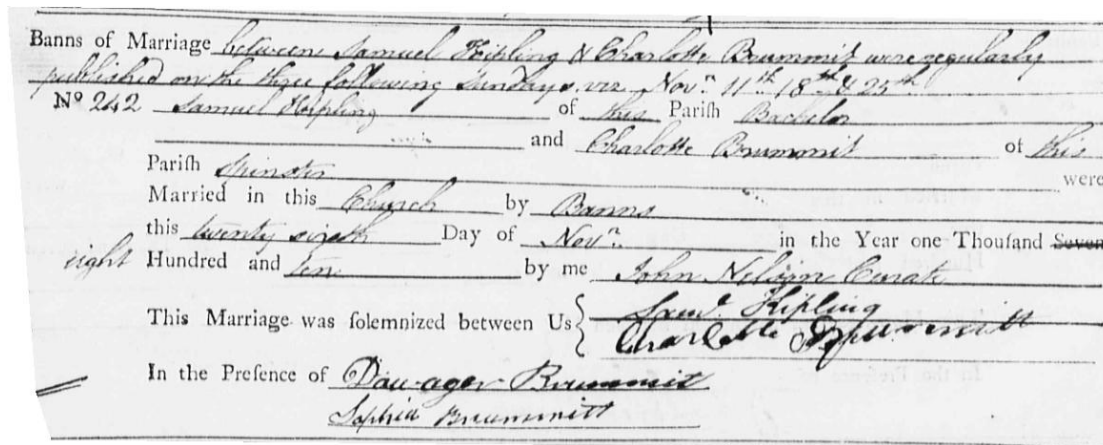 Banns of Marriage between Samuel Kipling & Charlotte Brummit were regularly
published on the three following Sundays viz Novr. 11th 18th & 25th
No 242 Samuel Kipling of this Parish Bachelor
and Charlotte Brummit of this
Parish Spinster were
Married in this Church by Banns
this twenty sixth Day of Novr. in the Year one Thousand Seven
eight Hundred and ten by me John Nelson Curate
This Marriage was solemnized between Us Saml. Kipling
Charlotte Brummitt
In the Presence of Dowager Brummit
Sophia Brummitt